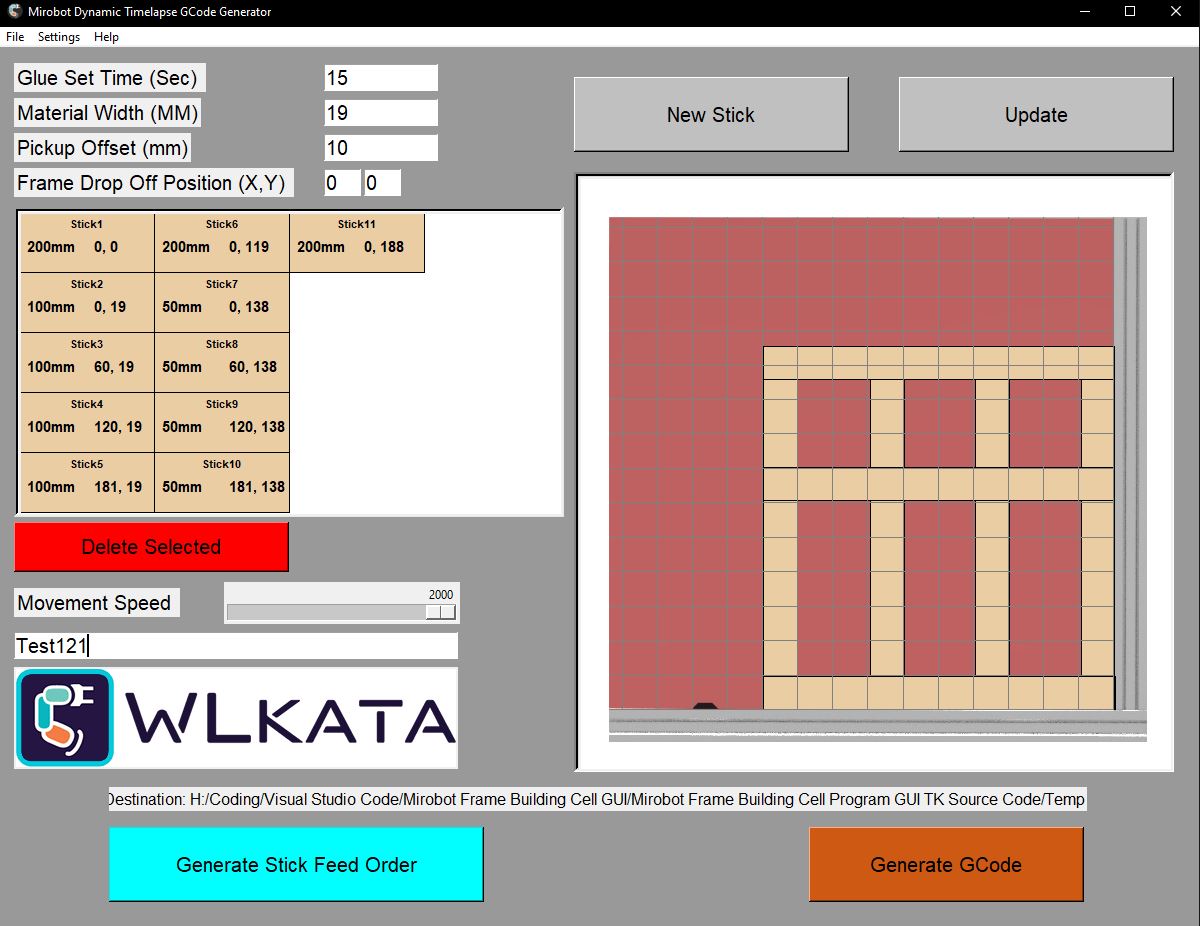 Mirobot Dynamic Timelapse GCode Generator
File Settings Help
Glue Set Time (Sec) 15
Material Width (MM) 19
Pickup Offset (mm) 10
Frame Drop Off Position (X,Y) 0 0
New Stick Update
Stick1 Stick6 Stick11
200mm 0, 0 200mm 0, 119 200mm 0, 188
Stick2 Stick7
100mm 0, 19 50mm 0, 138
Stick3 Stick8
100mm 60, 19 50mm 60, 138
Stick4 Stick9
100mm 120, 19 50mm 120, 138
Stick5 Stick10
100mm 181, 19 50mm 181, 138
Delete Selected
Movement Speed 2000
Test121
WLKATA
Destination: H:/Coding/Visual Studio Code/Mirobot Frame Building Cell GUI/Mirobot Frame Building Cell Program GUI TK Source Code/Temp
Generate Stick Feed Order Generate GCode